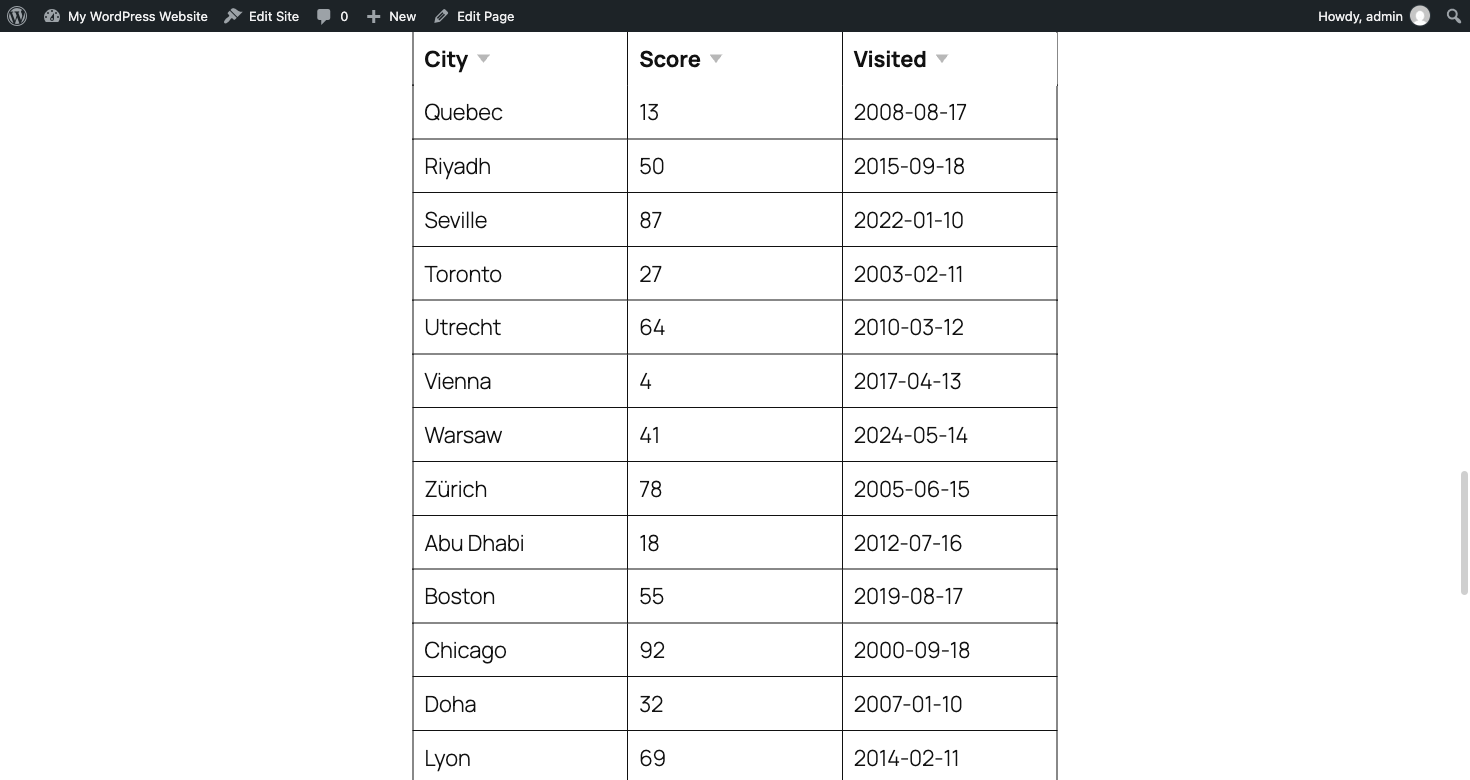 My WordPress Website Edit Site 0 New Edit Page Howdy, admin
City Score Visited
Quebec 13 2008-08-17
Riyadh 50 2015-09-18
Seville 87 2022-01-10
Toronto 27 2003-02-11
Utrecht 64 2010-03-12
Vienna 4 2017-04-13
Warsaw 41 2024-05-14
Zürich 78 2005-06-15
Abu Dhabi 18 2012-07-16
Boston 55 2019-08-17
Chicago 92 2000-09-18
Doha 32 2007-01-10
Lyon 69 2014-02-11